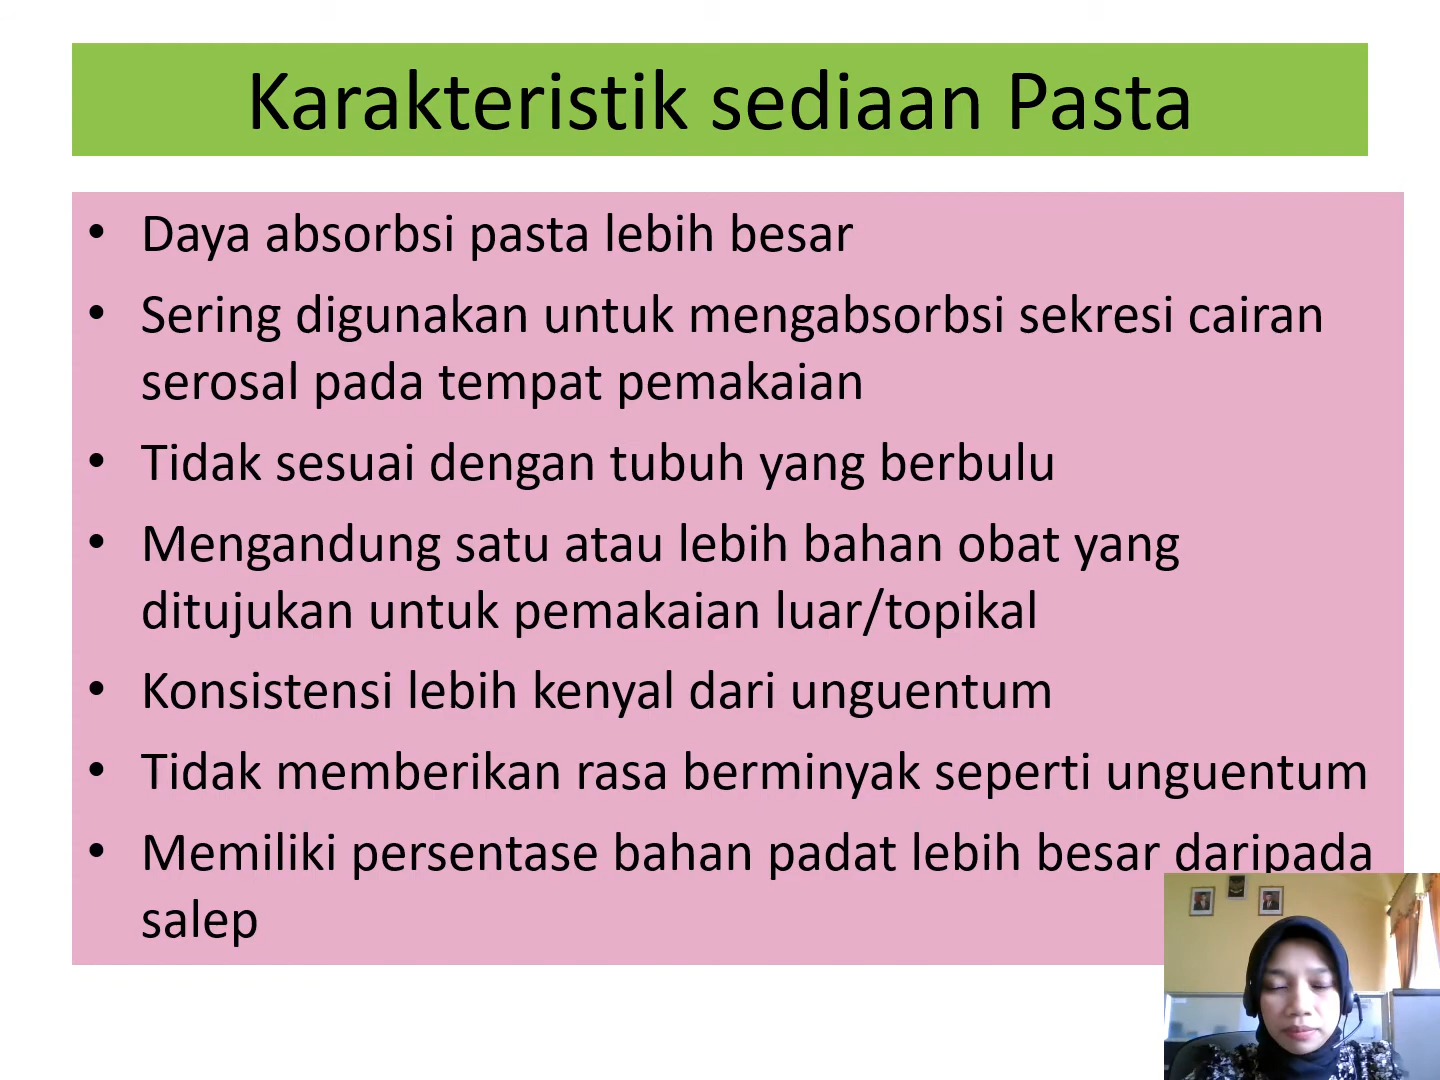 Karakteristik sediaan Pasta
• Daya absorbsi pasta lebih besar
• Sering digunakan untuk mengabsorbsi sekresi cairan
serosal pada tempat pemakaian
• Tidak sesuai dengan tubuh yang berbulu
• Mengandung satu atau lebih bahan obat yang
ditujukan untuk pemakaian luar/topikal
• Konsistensi lebih kenyal dari unguentum
• Tidak memberikan rasa berminyak seperti unguentum
• Memiliki persentase bahan padat lebih besar daripada
salep